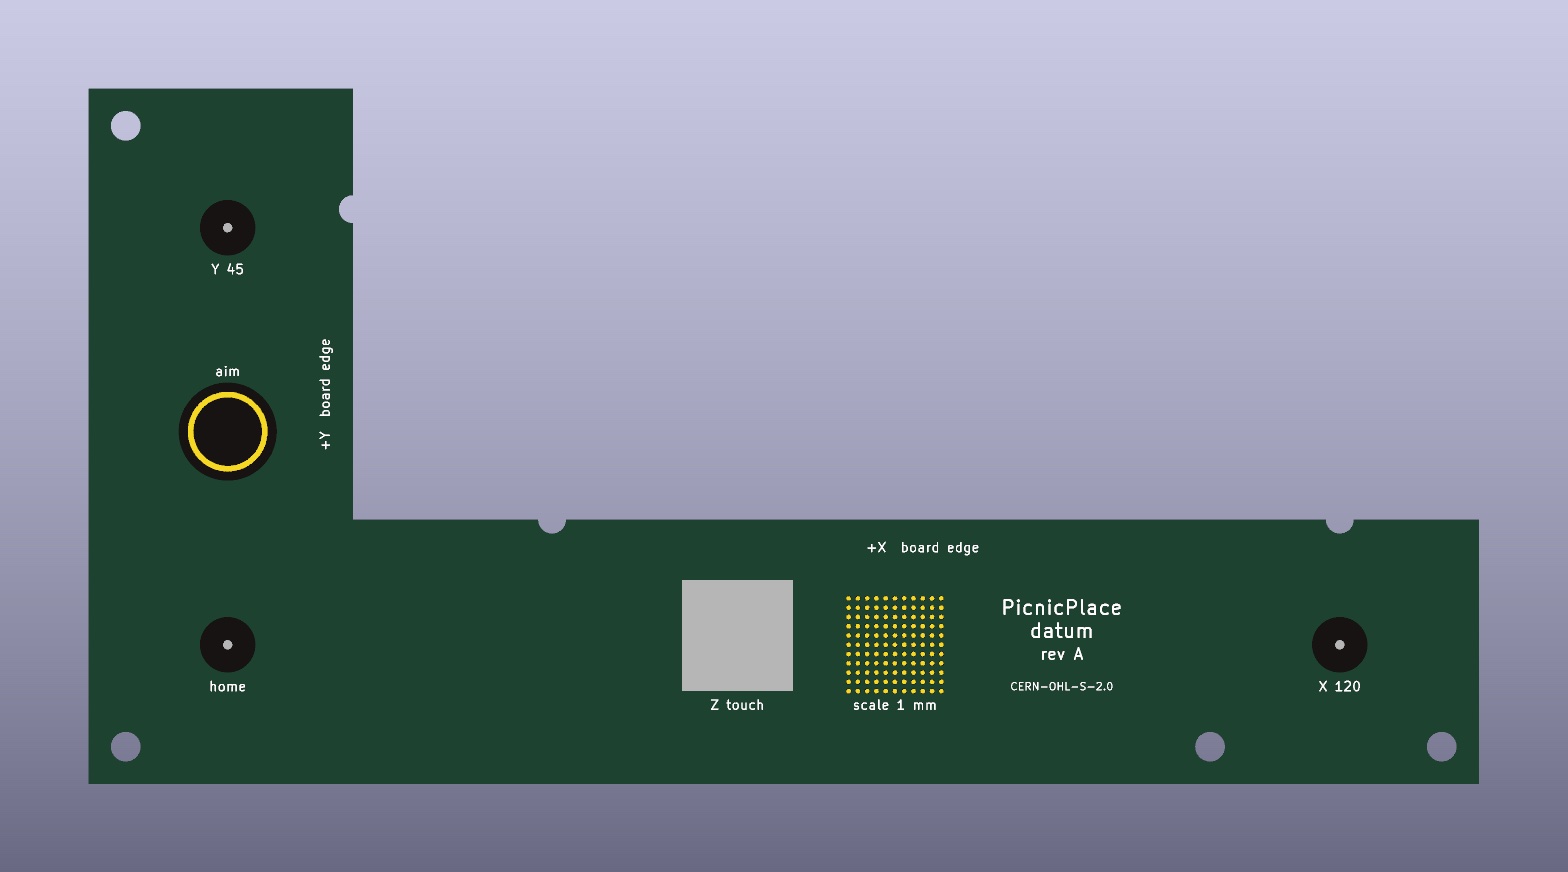 Y 45
aim
+Y board edge
home
+X board edge
Z touch
scale 1 mm
PicnicPlace
datum
rev A
CERN-OHL-S-2.0
X 120